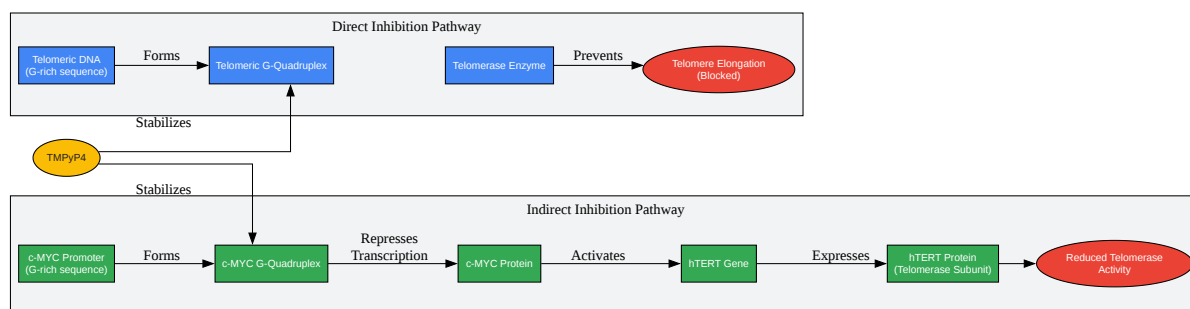 Direct Inhibition Pathway
Telomeric DNA
(G-rich sequence)
Forms
Telomeric G-Quadruplex
Telomerase Enzyme
Prevents
Telomere Elongation
(Blocked)
Stabilizes
TMPyP4
Stabilizes
Indirect Inhibition Pathway
c-MYC Promoter
(G-rich sequence)
Forms
c-MYC G-Quadruplex
Represses
Transcription
c-MYC Protein
Activates
hTERT Gene
Expresses
hTERT Protein
(Telomerase Subunit)
Reduced Telomerase
Activity